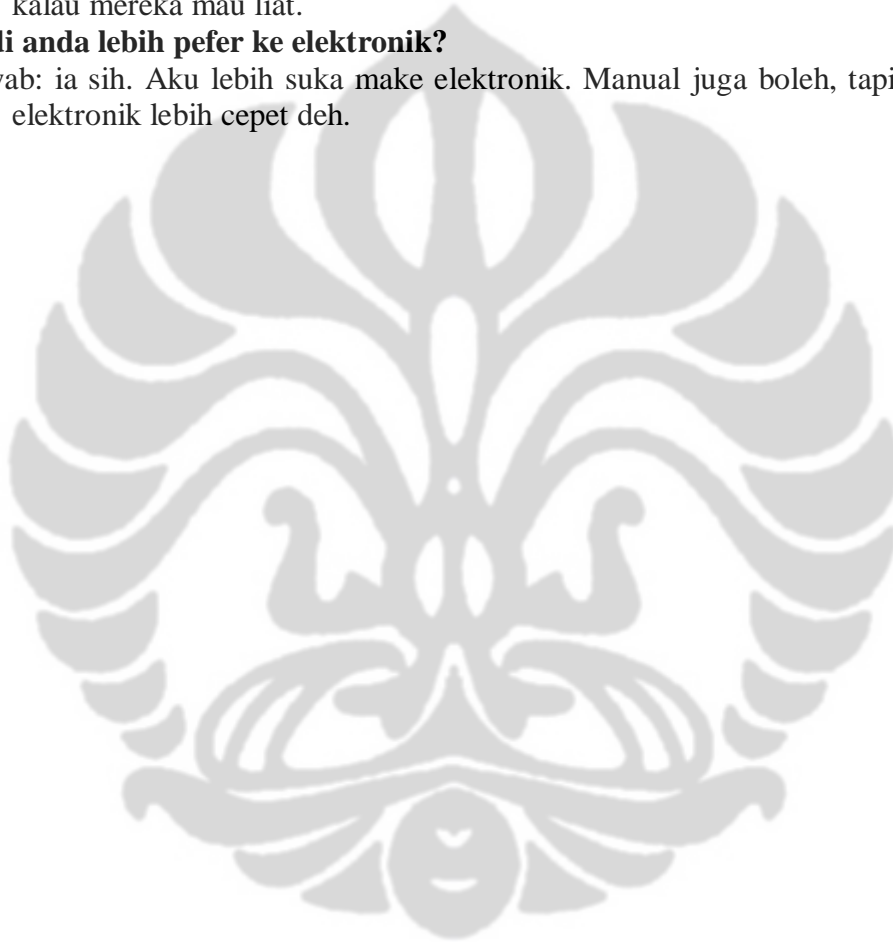 kalau mereka mau liat.
di anda lebih pefer ke elektronik?
vab: ia sih. Aku lebih suka make elektronik. Manual juga boleh, tapi
elektronik lebih cepet deh.